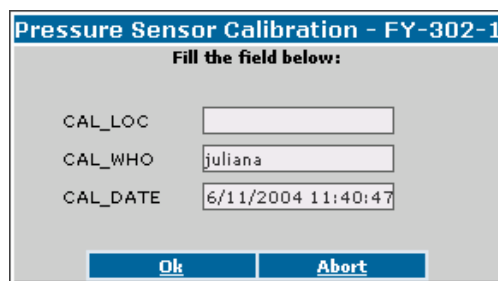 Pressure Sensor Calibration - FY-302-1
Fill the field below:
CAL_LOC
CAL_WHO juliana
CAL_DATE 6/11/2004 11:40:47
Ok Abort